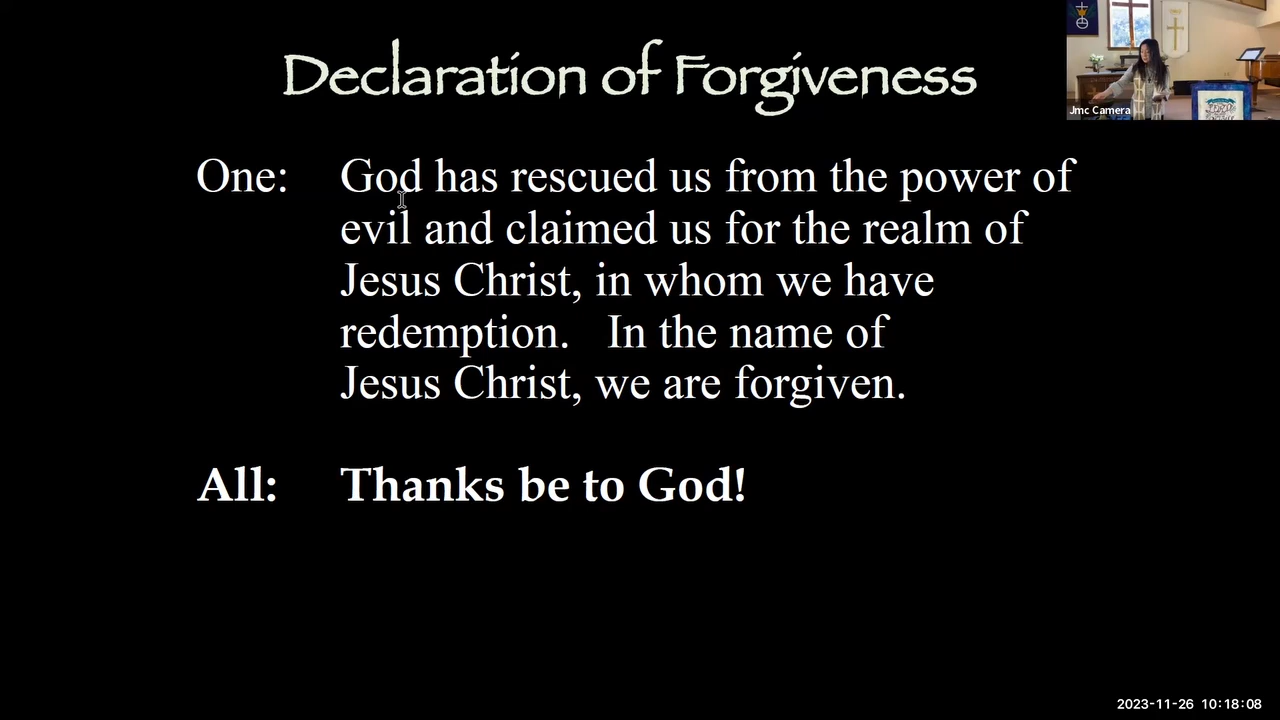 Declaration of Forgiveness
Jmc Camera
One: God has rescued us from the power of
evil and claimed us for the realm of
Jesus Christ, in whom we have
redemption. In the name of
Jesus Christ, we are forgiven.
All: Thanks be to God!
2023-11-26 10:18:08